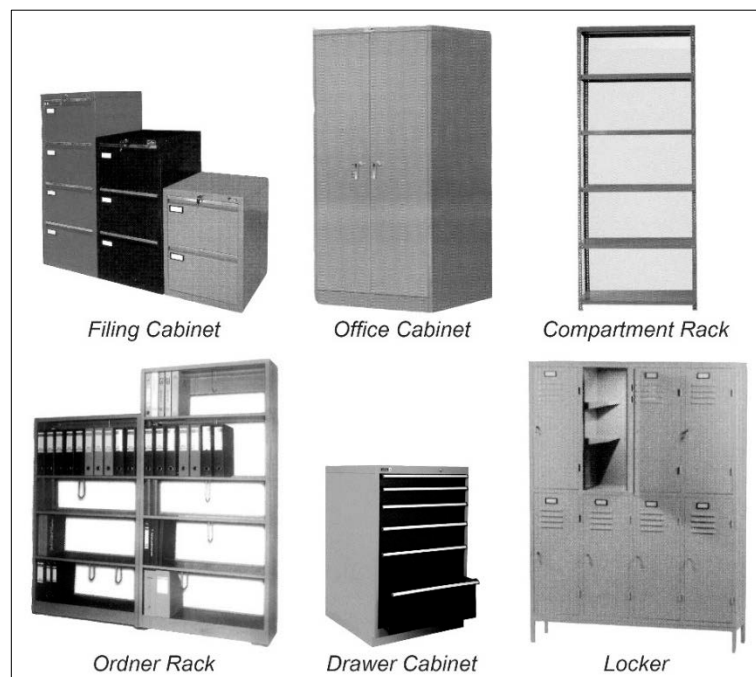 Filing Cabinet
Office Cabinet
Compartment Rack
Ordner Rack
Drawer Cabinet
Locker